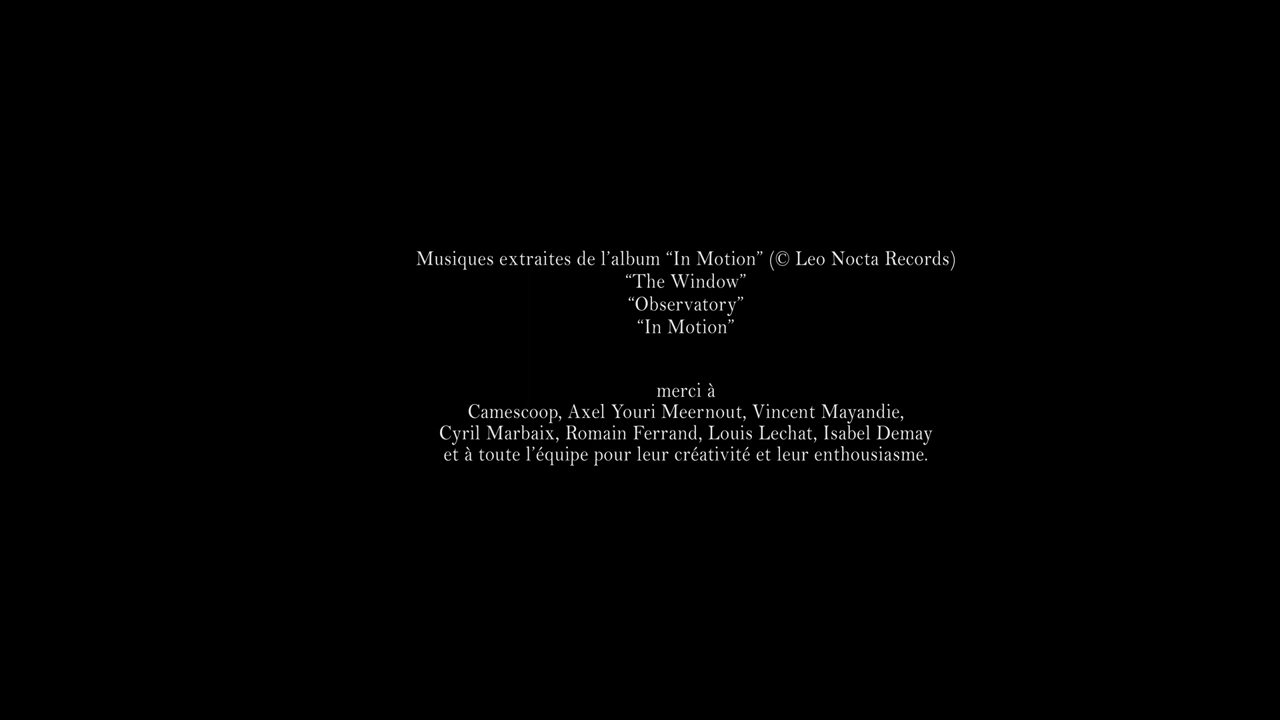 Musiques extraites de l’album “In Motion” (© Leo Nocta Records)
“The Window”
“Observatory”
“In Motion”
merci à
Camescoop, Axel Youri Meernout, Vincent Mayandie,
Cyril Marbaix, Romain Ferrand, Louis Lechat, Isabel Demay
et à toute l’équipe pour leur créativité et leur enthousiasme.